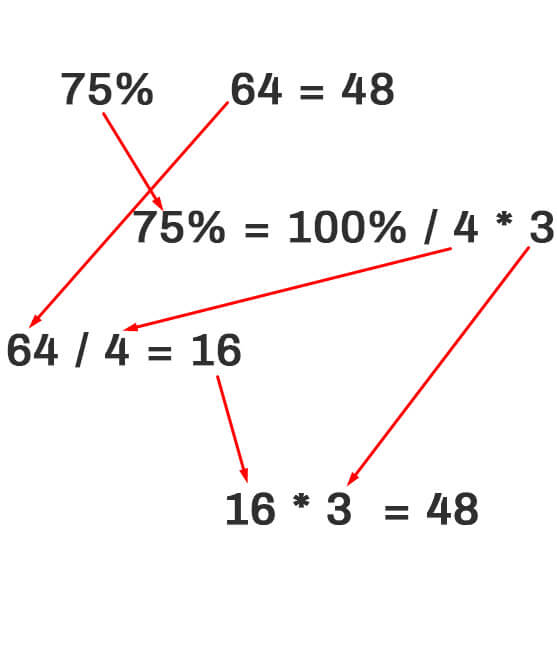 75% 64 = 48
75% = 100% / 4 * 3
64 / 4 = 16
16 * 3 = 48